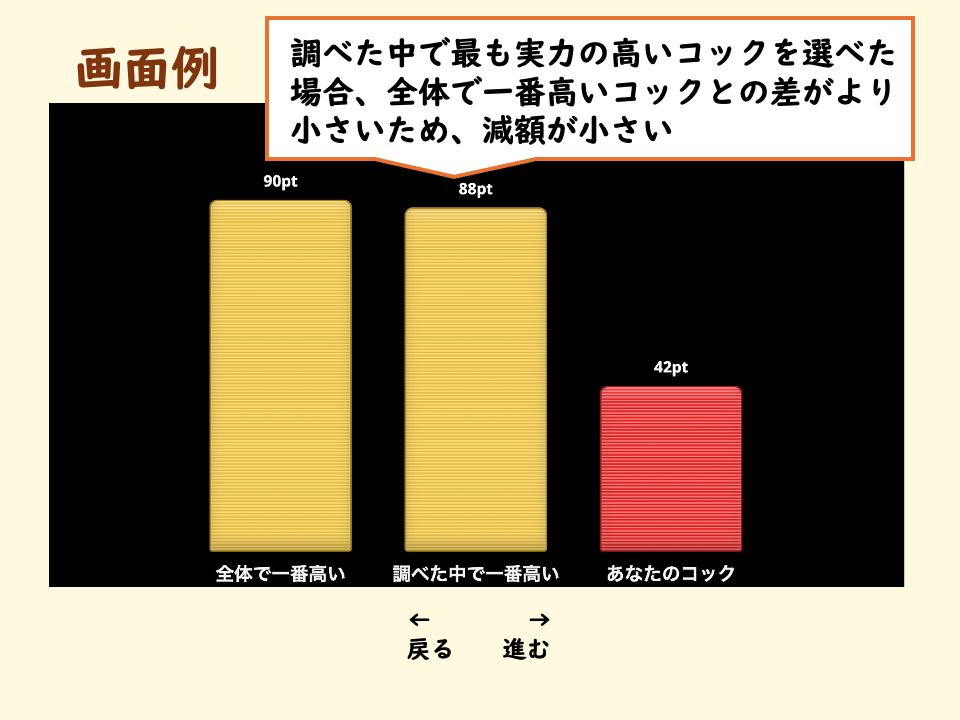 画面例
調べた中で最も実力の高いコックを選べた
場合、全体で一番高いコックとの差がより
小さいため、減額が小さい
90pt
88pt
42pt
全体で一番高い
調べた中で一番高い
あなたのコック
← →
戻る 進む